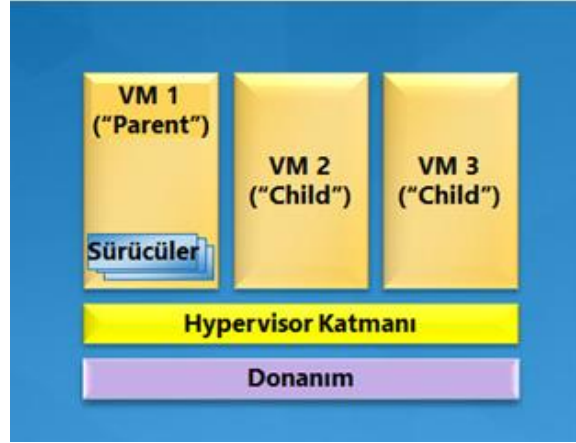 VM 1
("Parent")
Sürücüler
VM 2
("Child")
VM 3
("Child")
Hypervisor Katmanı
Donanım